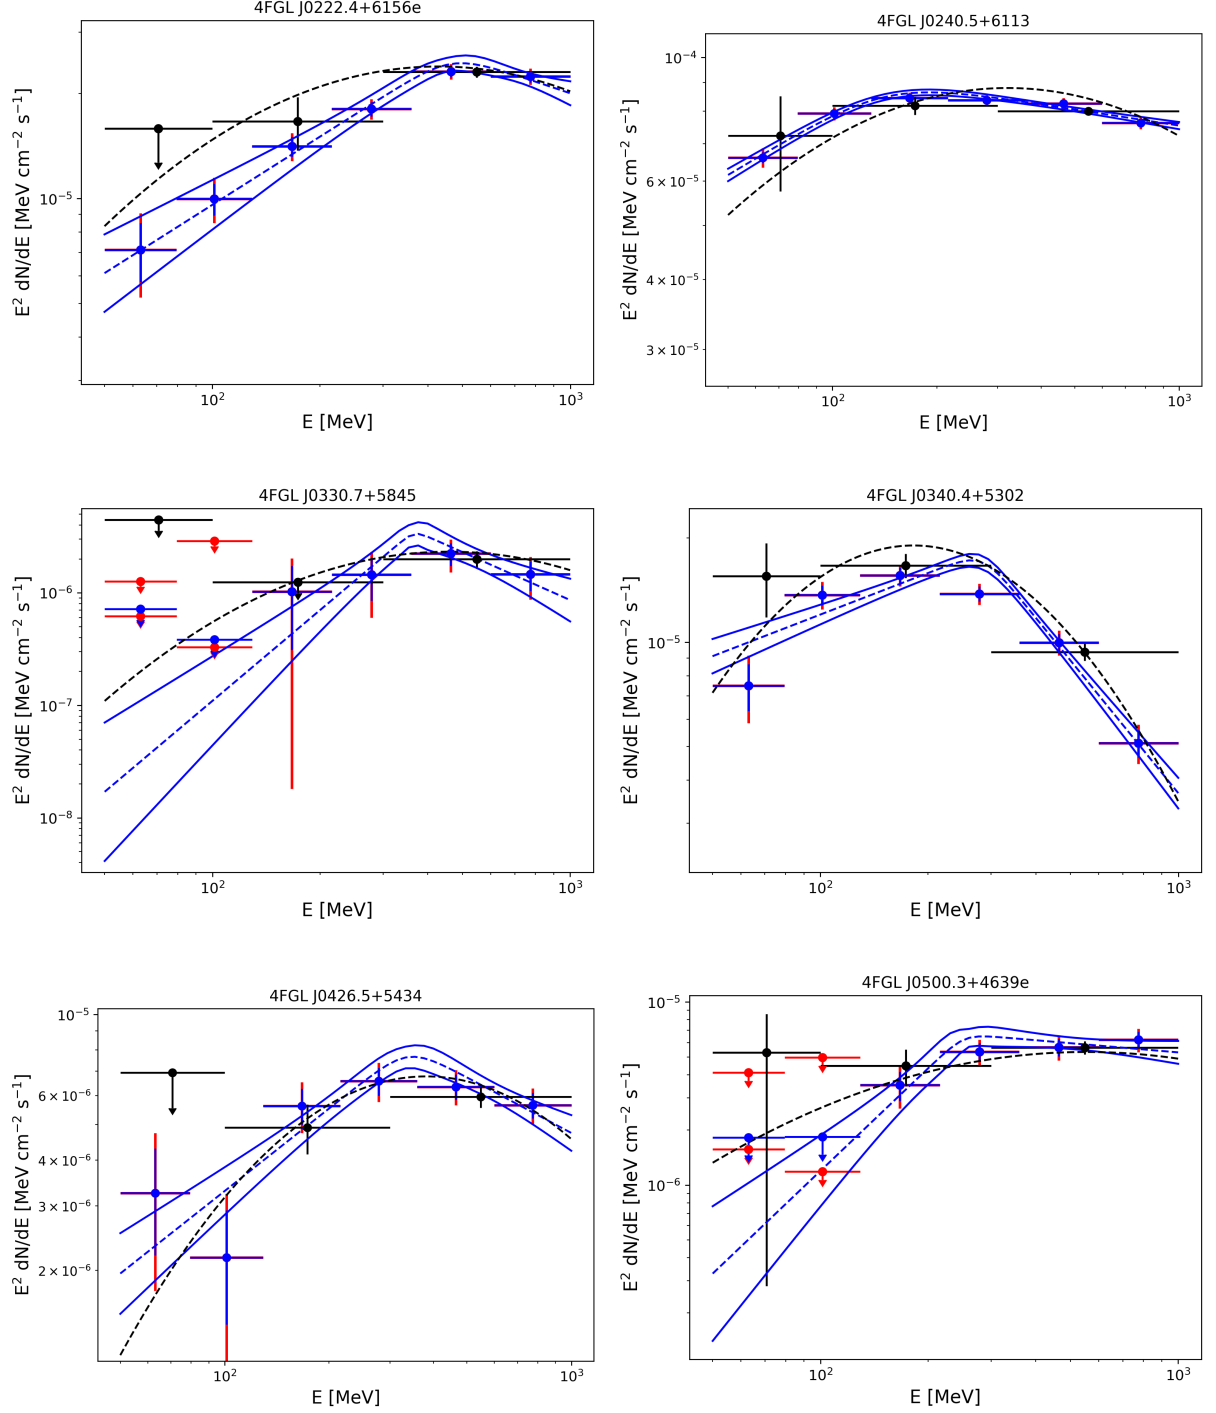 4FGL J0222.4+6156e
E² dN/dE [MeV cm⁻² s⁻¹]
10⁻⁵
10²
10³
E [MeV]
4FGL J0240.5+6113
E² dN/dE [MeV cm⁻² s⁻¹]
10⁻⁴
6 × 10⁻⁵
4 × 10⁻⁵
3 × 10⁻⁵
10²
10³
E [MeV]
4FGL J0330.7+5845
E² dN/dE [MeV cm⁻² s⁻¹]
10⁻⁶
10⁻⁷
10⁻⁸
10²
10³
E [MeV]
4FGL J0340.4+5302
E² dN/dE [MeV cm⁻² s⁻¹]
10⁻⁵
10²
10³
E [MeV]
4FGL J0426.5+5434
E² dN/dE [MeV cm⁻² s⁻¹]
10⁻⁵
6 × 10⁻⁶
4 × 10⁻⁶
3 × 10⁻⁶
2 × 10⁻⁶
10²
10³
E [MeV]
4FGL J0500.3+4639e
E² dN/dE [MeV cm⁻² s⁻¹]
10⁻⁵
10⁻⁶
10²
10³
E [MeV]